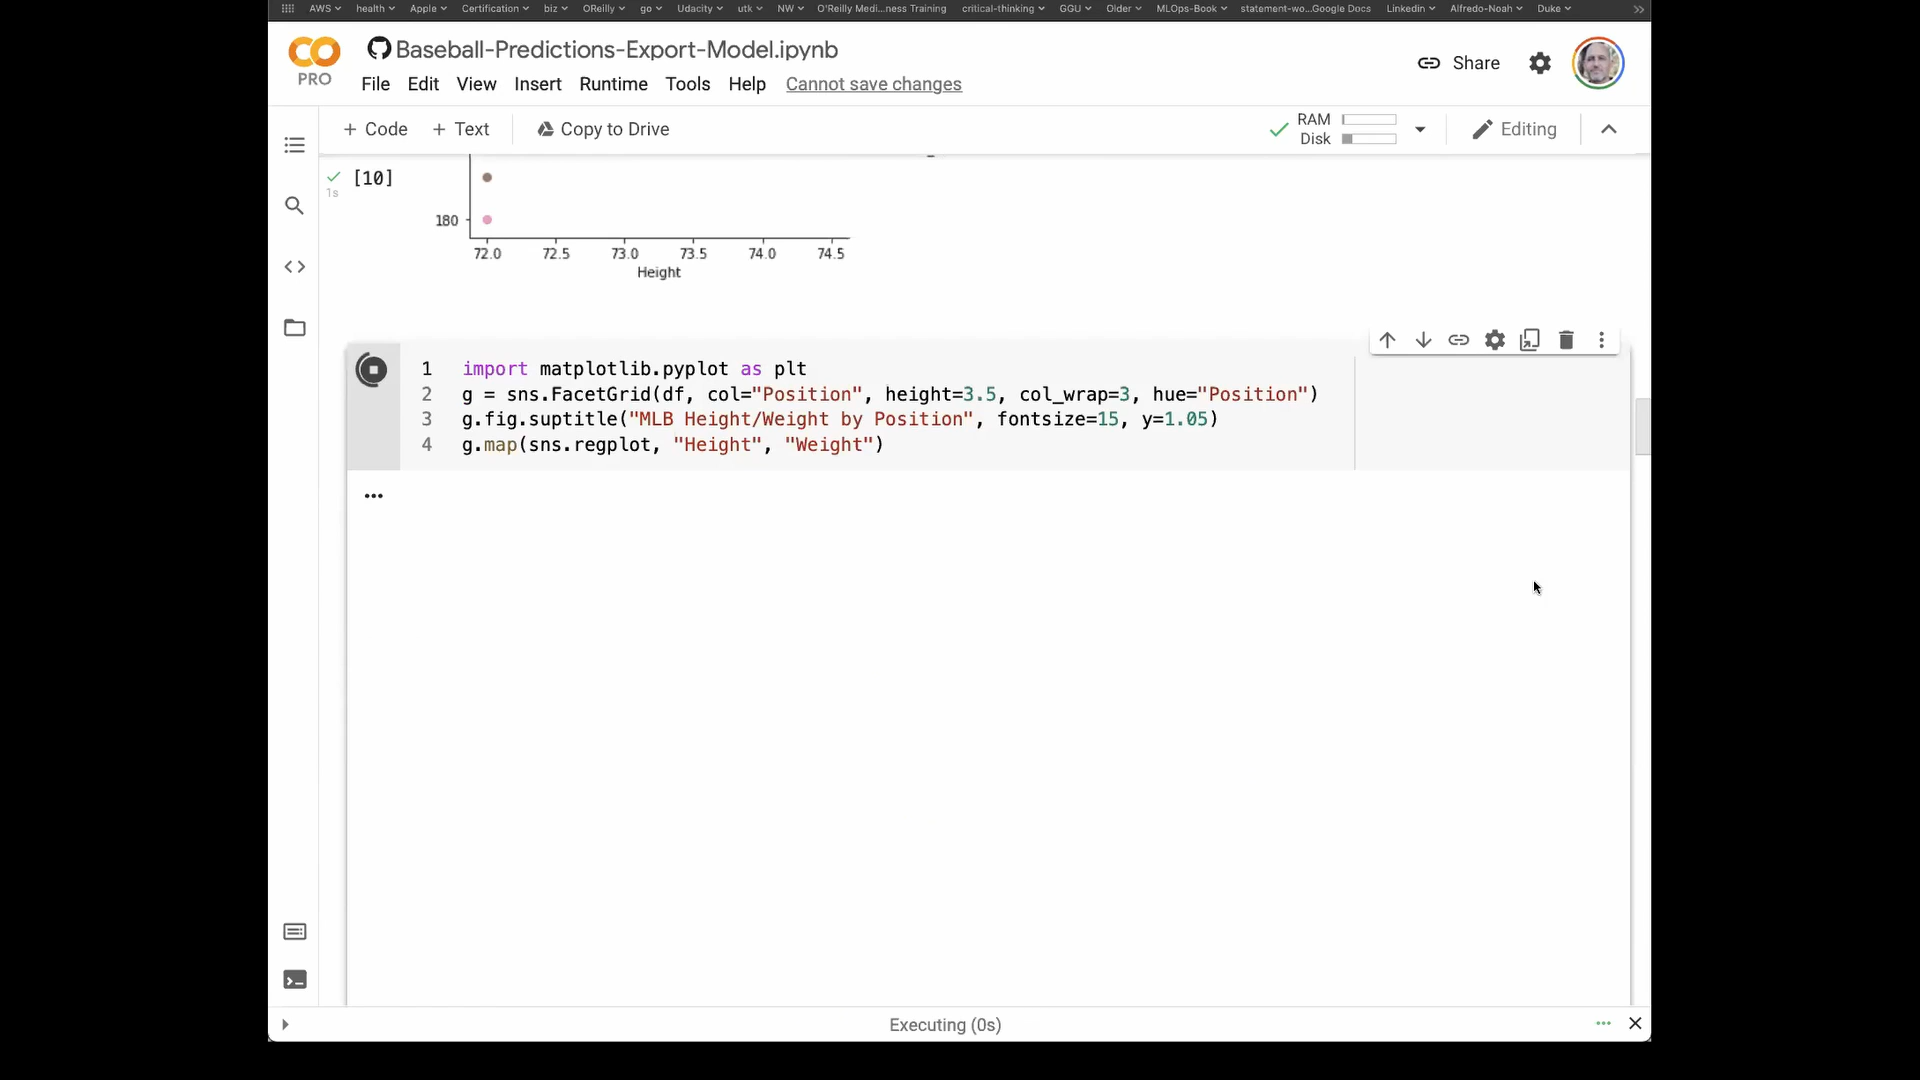 AWS health Apple Certification biz OReilly go Udacity utk NW O'Reilly Medi...ness Training critical-thinking GGU Older MLOps-Book statement-wo...Google Docs Linkedin Alfredo-Noah Duke
Baseball-Predictions-Export-Model.ipynb
PRO
Share
File Edit View Insert Runtime Tools Help Cannot save changes
+ Code + Text Copy to Drive
RAM
Disk
Editing
[10]
1s
180
72.0 72.5 73.0 73.5 74.0 74.5
Height
1 import matplotlib.pyplot as plt
2 g = sns.FacetGrid(df, col="Position", height=3.5, col_wrap=3, hue="Position")
3 g.fig.suptitle("MLB Height/Weight by Position", fontsize=15, y=1.05)
4 g.map(sns.regplot, "Height", "Weight")
Executing (0s)